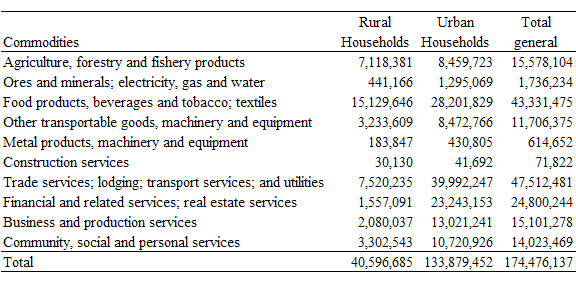 Rural Urban Total
Commodities Households Households general
Agriculture, forestry and fishery products 7,118,381 8,459,723 15,578,104
Ores and minerals; electricity, gas and water 441,166 1,295,069 1,736,234
Food products, beverages and tobacco; textiles 15,129,646 28,201,829 43,331,475
Other transportable goods, machinery and equipment 3,233,609 8,472,766 11,706,375
Metal products, machinery and equipment 183,847 430,805 614,652
Construction services 30,130 41,692 71,822
Trade services; lodging; transport services; and utilities 7,520,235 39,992,247 47,512,481
Financial and related services; real estate services 1,557,091 23,243,153 24,800,244
Business and production services 2,080,037 13,021,241 15,101,278
Community, social and personal services 3,302,543 10,720,926 14,023,469
Total 40,596,685 133,879,452 174,476,137